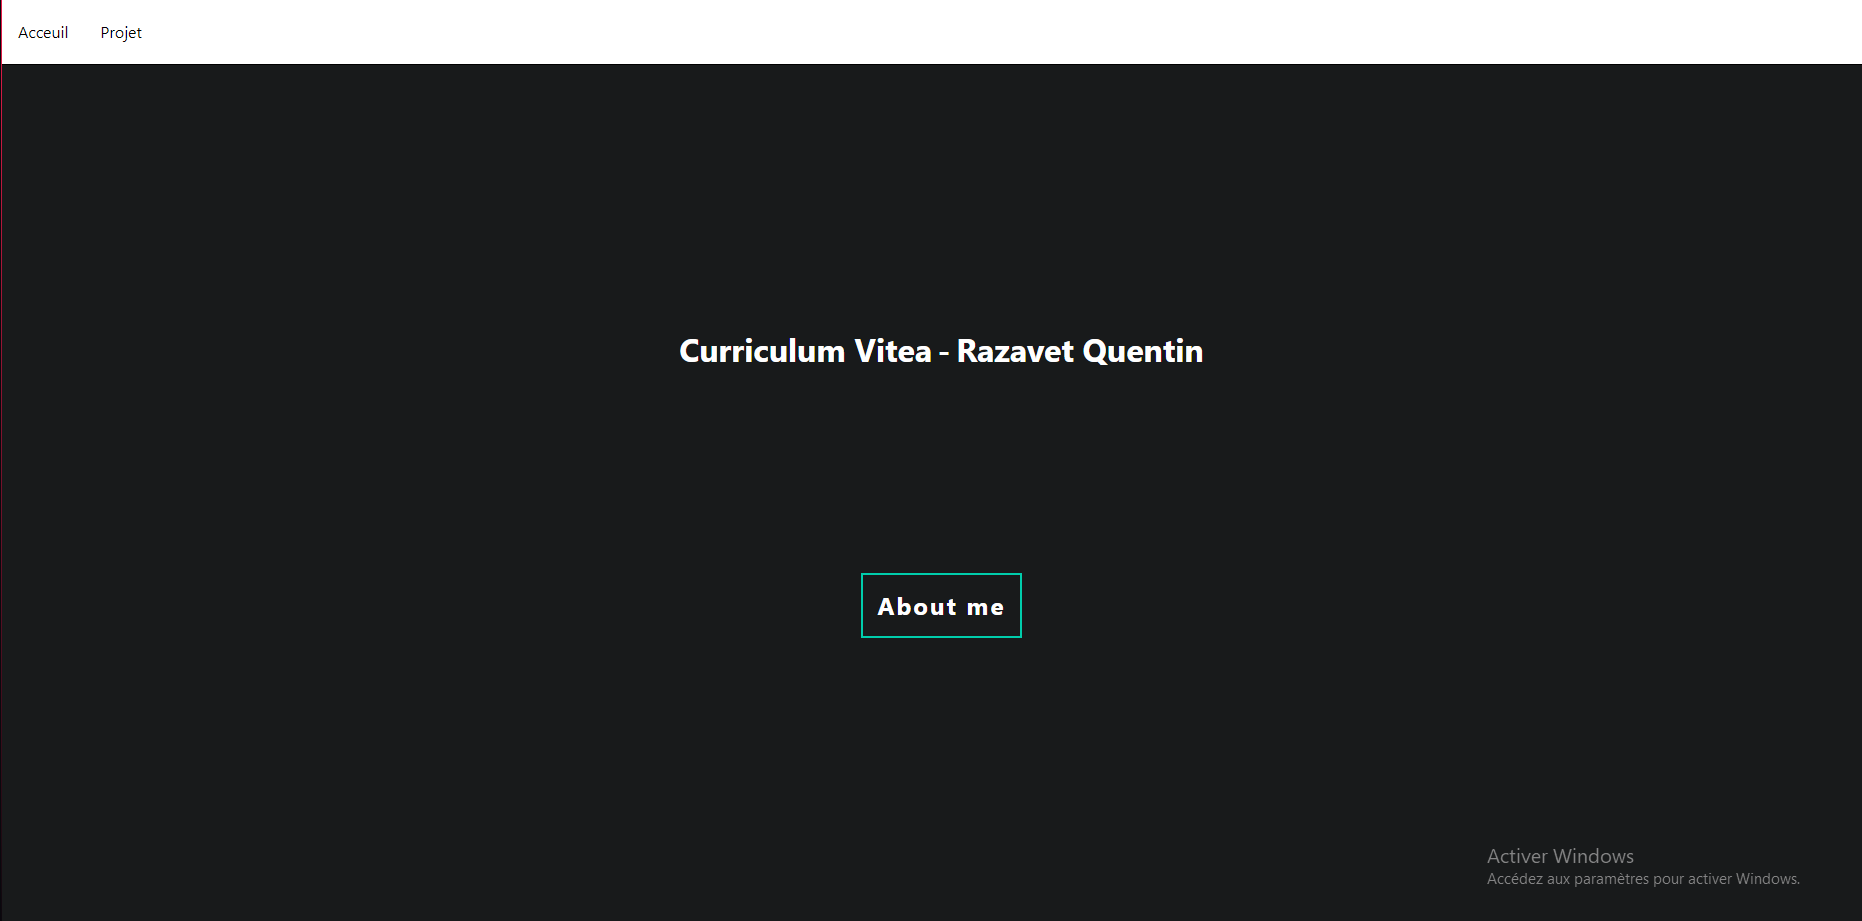 Acceuil Projet
Curriculum Vitea - Razavet Quentin
About me
Activer Windows
Accédez aux paramètres pour activer Windows.